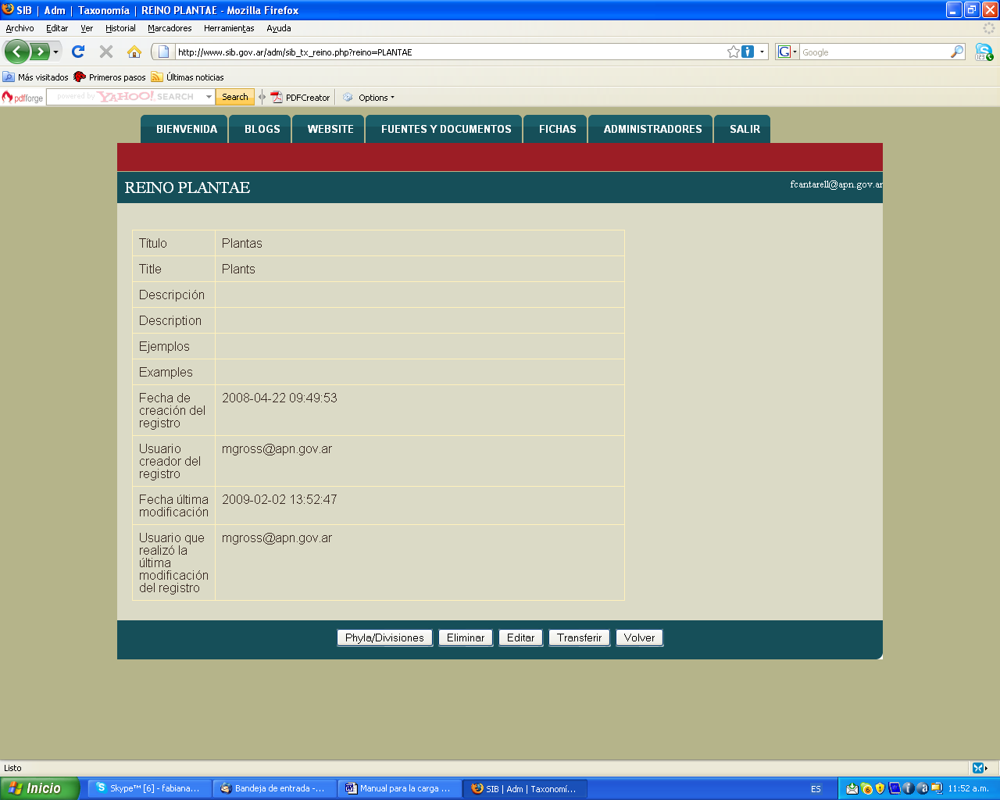 SIB | Adm | Taxonomía | REINO PLANTAE - Mozilla Firefox
Archivo Editar Ver Historial Marcadores Herramientas Ayuda
http://www.sib.gov.ar/adm/sib_tx_reino.php?reino=PLANTAE
G Google
Más visitados Primeros pasos Últimas noticias
pdfforge powered by YAHOO! SEARCH Search PDFCreator Options
BIENVENIDA BLOGS WEBSITE FUENTES Y DOCUMENTOS FICHAS ADMINISTRADORES SALIR
REINO PLANTAE fcantarell@apn.gov.ar
Título Plantas
Title Plants
Descripción
Description
Ejemplos
Examples
Fecha de 2008-04-22 09:49:53
creación del
registro
Usuario mgross@apn.gov.ar
creador del
registro
Fecha última 2009-02-02 13:52:47
modificación
Usuario que mgross@apn.gov.ar
realizó la
última
modificación
del registro
Phyla/Divisiones Eliminar Editar Transferir Volver
Listo
Inicio Skype™ [6] - fabiana... Bandeja de entrada -... Manual para la carga ... SIB | Adm | Taxonomí... ES 11:52 a.m.